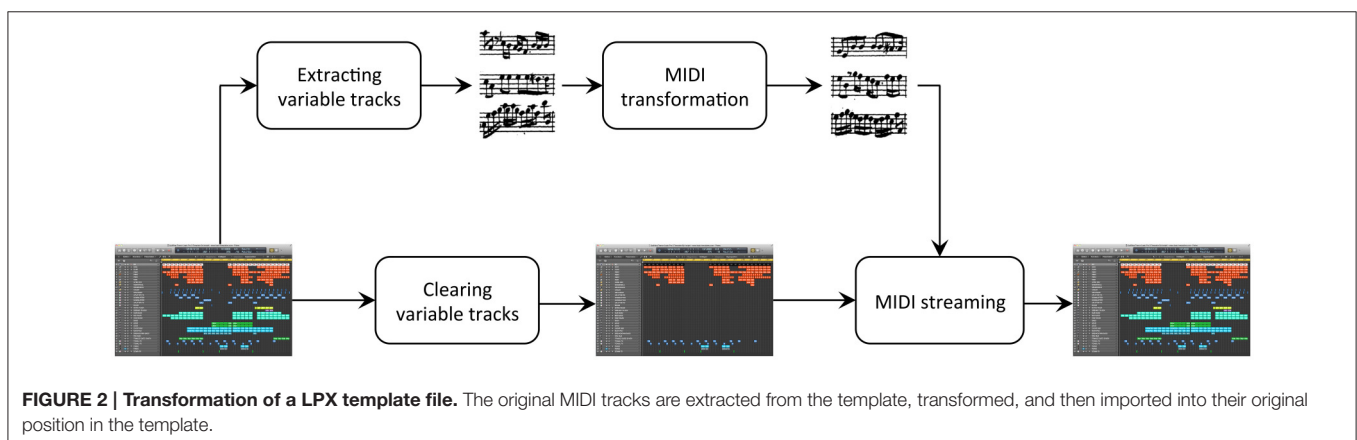 Extracting
variable tracks
MIDI
transformation
Clearing
variable tracks
MIDI streaming
FIGURE 2 | Transformation of a LPX template file. The original MIDI tracks are extracted from the template, transformed, and then imported into their original
position in the template.